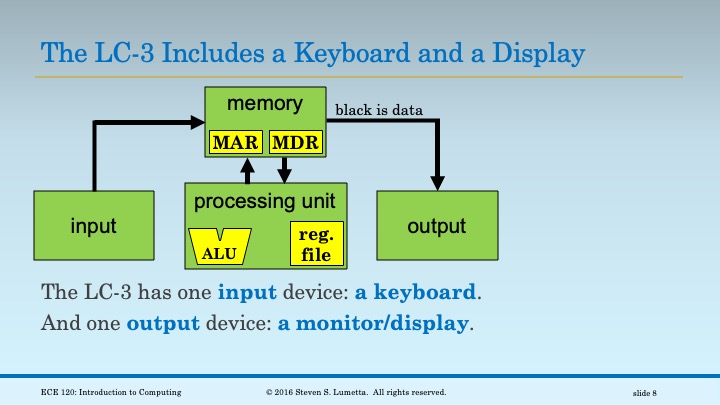 The LC-3 Includes a Keyboard and a Display
memory
black is data
MAR MDR
processing unit
input
ALU
reg.
file
output
The LC-3 has one input device: a keyboard.
And one output device: a monitor/display.
ECE 120: Introduction to Computing
© 2016 Steven S. Lumetta. All rights reserved.
slide 8